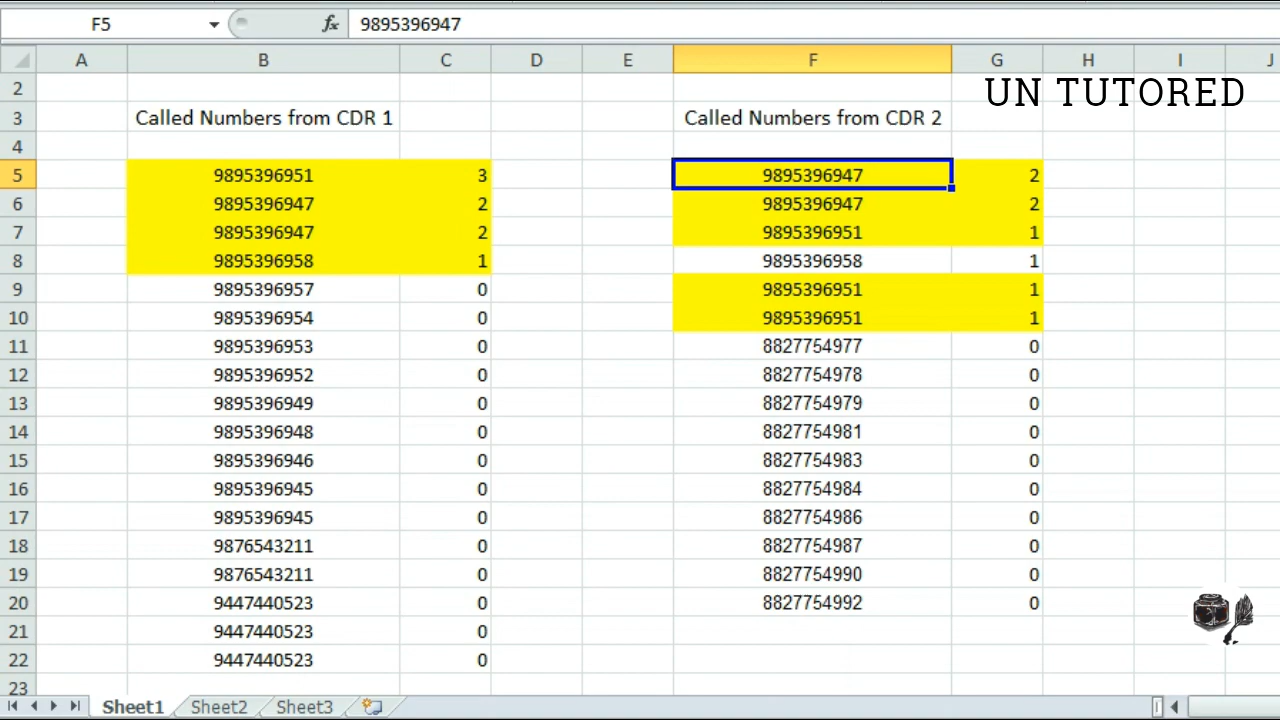 F5 fx 9895396947
A B C D E F G H I J
UN TUTORED
2
3 Called Numbers from CDR 1 Called Numbers from CDR 2
4
5 9895396951 3 9895396947 2
6 9895396947 2 9895396947 2
7 9895396947 2 9895396951 1
8 9895396958 1 9895396958 1
9 9895396957 0 9895396951 1
10 9895396954 0 9895396951 1
11 9895396953 0 8827754977 0
12 9895396952 0 8827754978 0
13 9895396949 0 8827754979 0
14 9895396948 0 8827754981 0
15 9895396946 0 8827754983 0
16 9895396945 0 8827754984 0
17 9895396945 0 8827754986 0
18 9876543211 0 8827754987 0
19 9876543211 0 8827754990 0
20 9447440523 0 8827754992 0
21 9447440523 0
22 9447440523 0
23
Sheet1 Sheet2 Sheet3